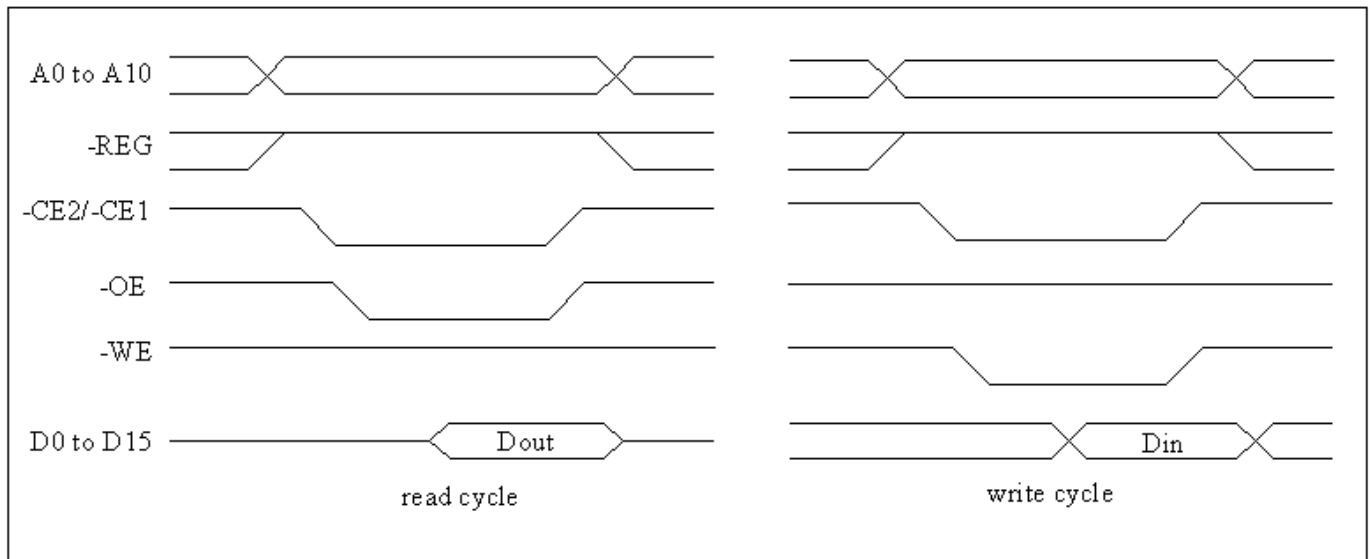 A0 to A10
-REG
-CE2/-CE1
-OE
-WE
D0 to D15
Dout
Din
read cycle
write cycle